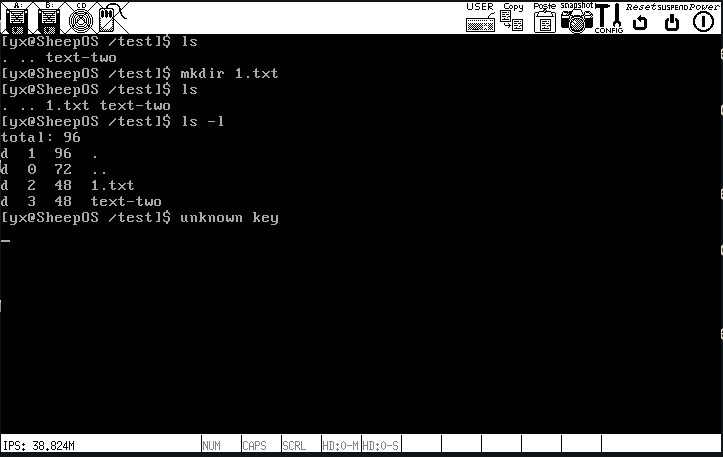 A: B: CD USER Copy Paste Snapshot CONFIG Reset SUSPEND Power
[yx@SheepOS /test]$ ls
. .. text-two
[yx@SheepOS /test]$ mkdir 1.txt
[yx@SheepOS /test]$ ls
. .. 1.txt text-two
[yx@SheepOS /test]$ ls -l
total: 96
d 1 96 .
d 0 72 ..
d 2 48 1.txt
d 3 48 text-two
[yx@SheepOS /test]$ unknown key
_
IPS: 38.824M NUM CAPS SCRL HD:0-M HD:0-S